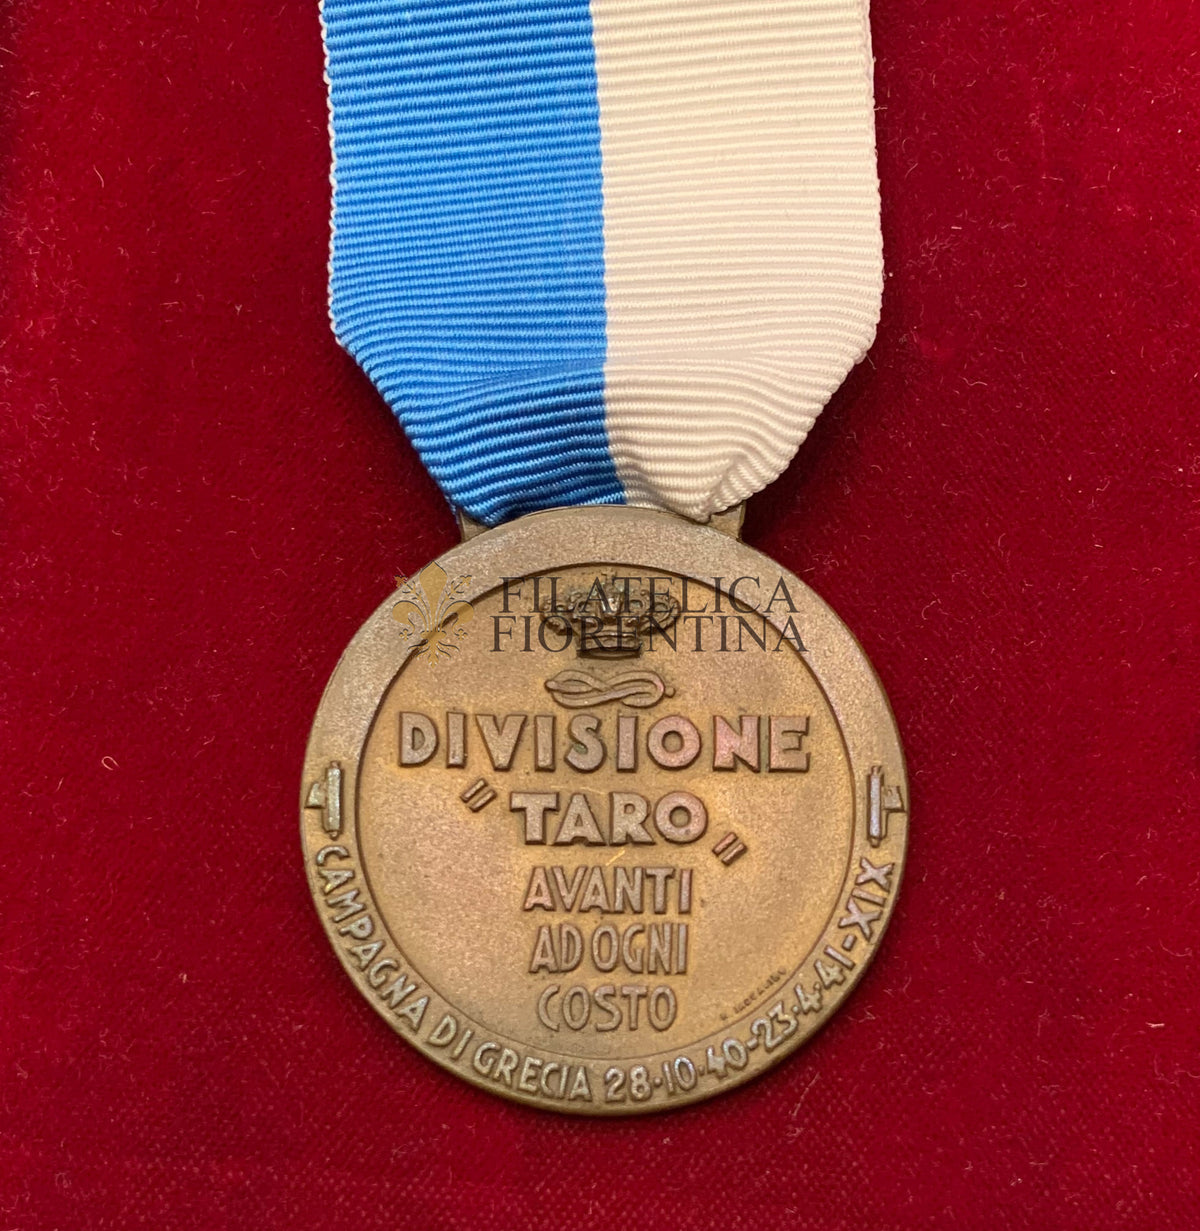 FILATELICA
FIORENTINA
DIVISIONE
"TARO"
AVANTI
AD OGNI
COSTO
CAMPAGNA DI GRECIA 28·10·40-23·4·41-XIX